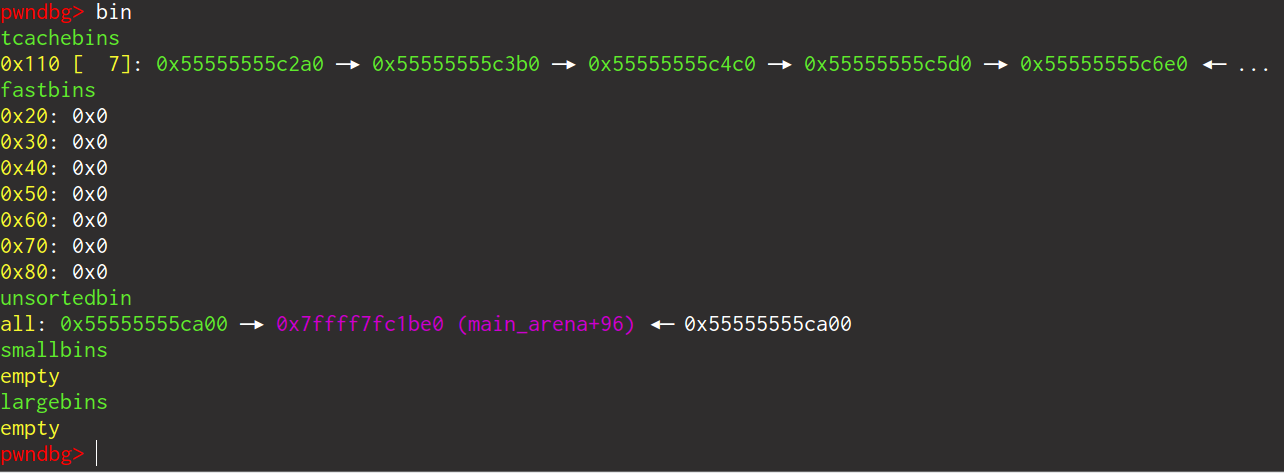 pwndbg> bin
tcachebins
0x110 [  7]: 0x55555555c2a0 —▸ 0x55555555c3b0 —▸ 0x55555555c4c0 —▸ 0x55555555c5d0 —▸ 0x55555555c6e0 ◂— ...
fastbins
0x20: 0x0
0x30: 0x0
0x40: 0x0
0x50: 0x0
0x60: 0x0
0x70: 0x0
0x80: 0x0
unsortedbin
all: 0x55555555ca00 —▸ 0x7ffff7fc1be0 (main_arena+96) ◂— 0x55555555ca00
smallbins
empty
largebins
empty
pwndbg>